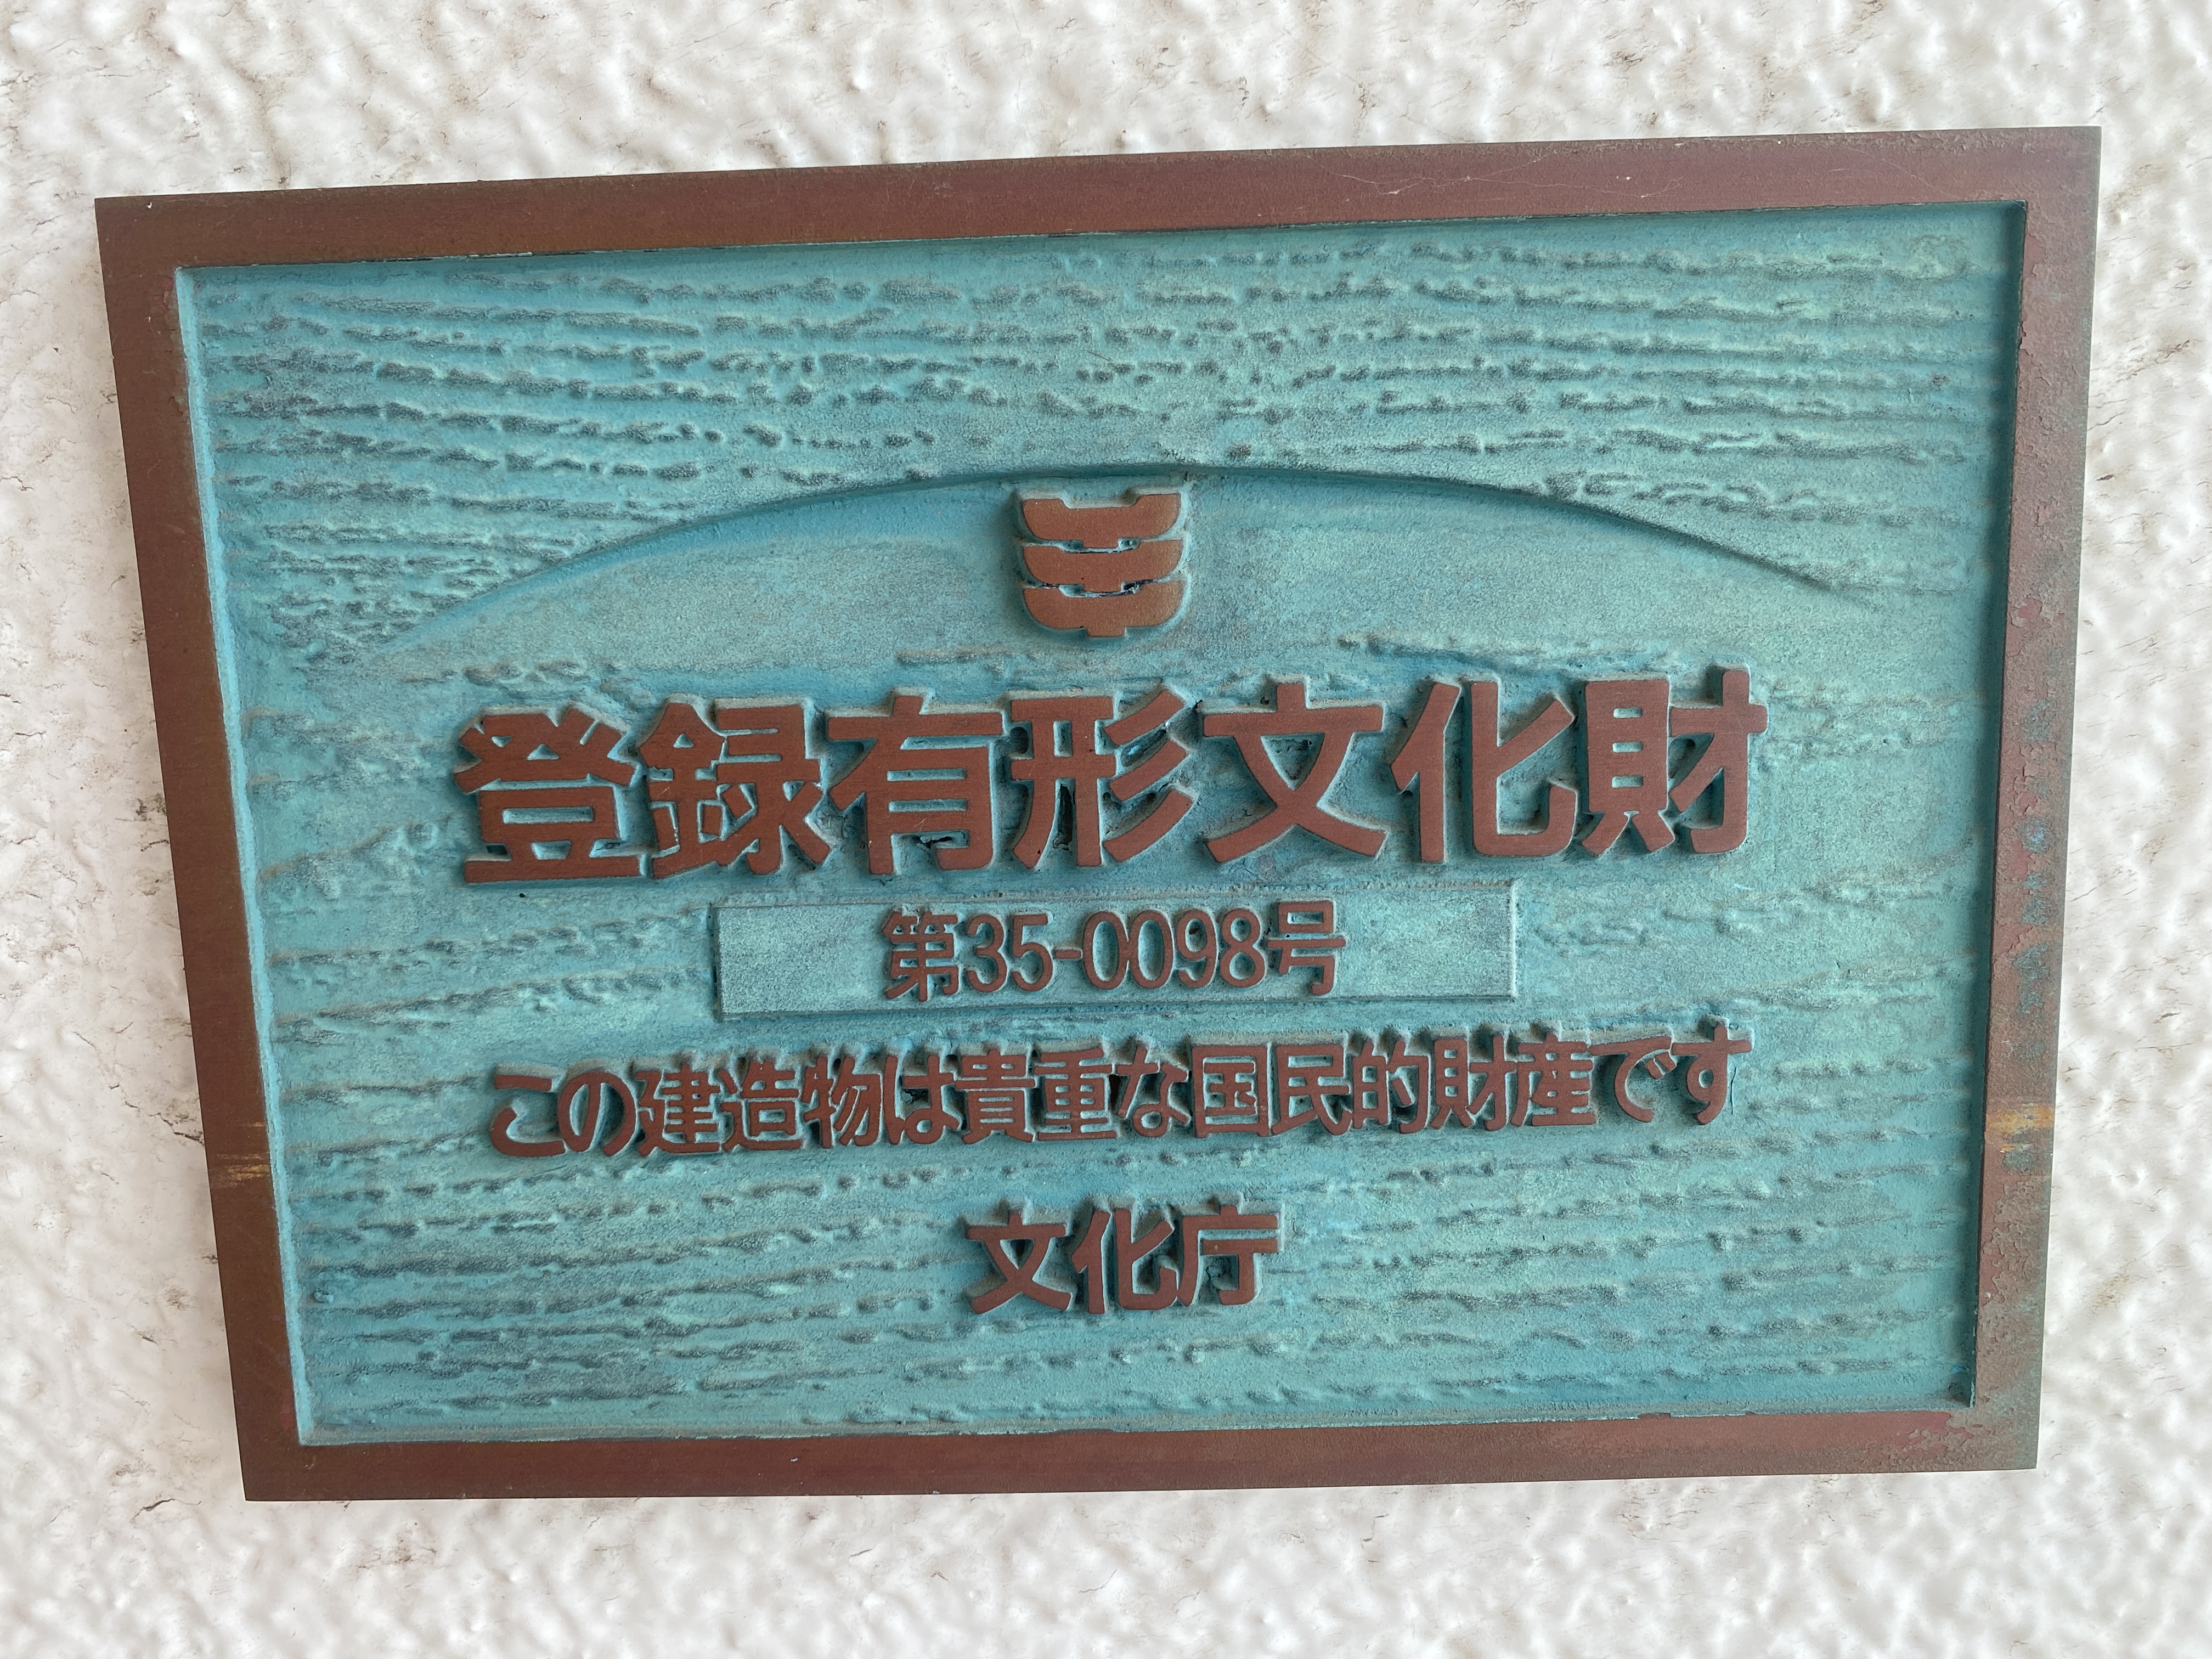 登録有形文化財
第35-0098号
この建造物は貴重な国民的財産です
文化庁